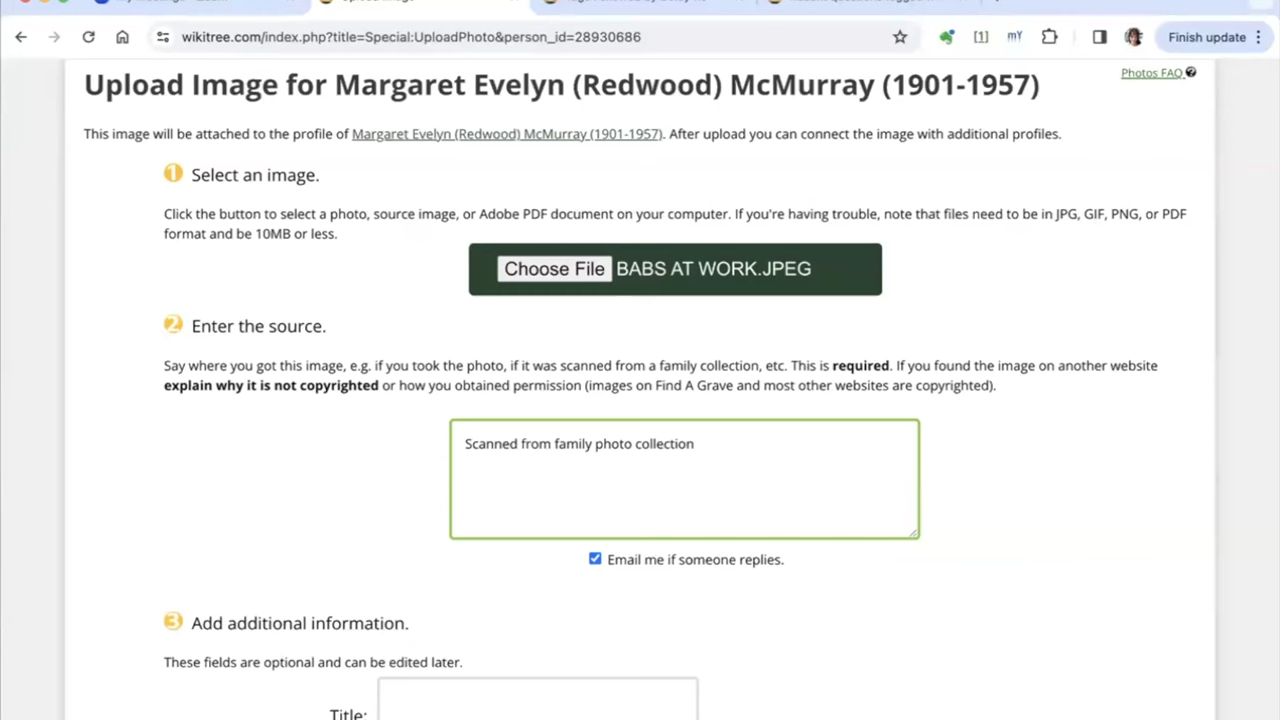 wikitree.com/index.php?title=Special:UploadPhoto&person_id=28930686
[1]
mY
Finish update
Upload Image for Margaret Evelyn (Redwood) McMurray (1901-1957)
Photos FAQ
This image will be attached to the profile of Margaret Evelyn (Redwood) McMurray (1901-1957). After upload you can connect the image with additional profiles.
1 Select an image.
Click the button to select a photo, source image, or Adobe PDF document on your computer. If you're having trouble, note that files need to be in JPG, GIF, PNG, or PDF
format and be 10MB or less.
Choose File BABS AT WORK.JPEG
2 Enter the source.
Say where you got this image, e.g. if you took the photo, if it was scanned from a family collection, etc. This is required. If you found the image on another website
explain why it is not copyrighted or how you obtained permission (images on Find A Grave and most other websites are copyrighted).
Scanned from family photo collection
Email me if someone replies.
3 Add additional information.
These fields are optional and can be edited later.
Title: